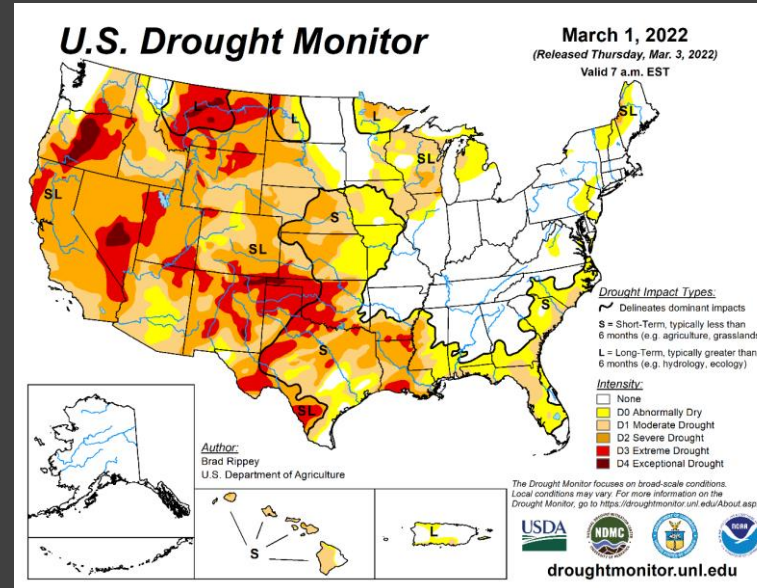 U.S. Drought Monitor
March 1, 2022
(Released Thursday, Mar. 3, 2022)
Valid 7 a.m. EST
L
L
L
SL
SL
SL
S
SL
S
S
SL
Drought Impact Types:
Delineates dominant impacts
S = Short-Term, typically less than
6 months (e.g. agriculture, grasslands
L = Long-Term, typically greater than
6 months (e.g. hydrology, ecology)
Intensity:
None
D0 Abnormally Dry
D1 Moderate Drought
D2 Severe Drought
D3 Extreme Drought
D4 Exceptional Drought
Author:
Brad Rippey
U.S. Department of Agriculture
S
L
The Drought Monitor focuses on broad-scale conditions.
Local conditions may vary. For more information on the
Drought Monitor, go to https://droughtmonitor.unl.edu/About.asp
USDA
NDMC
NOAA
droughtmonitor.unl.edu